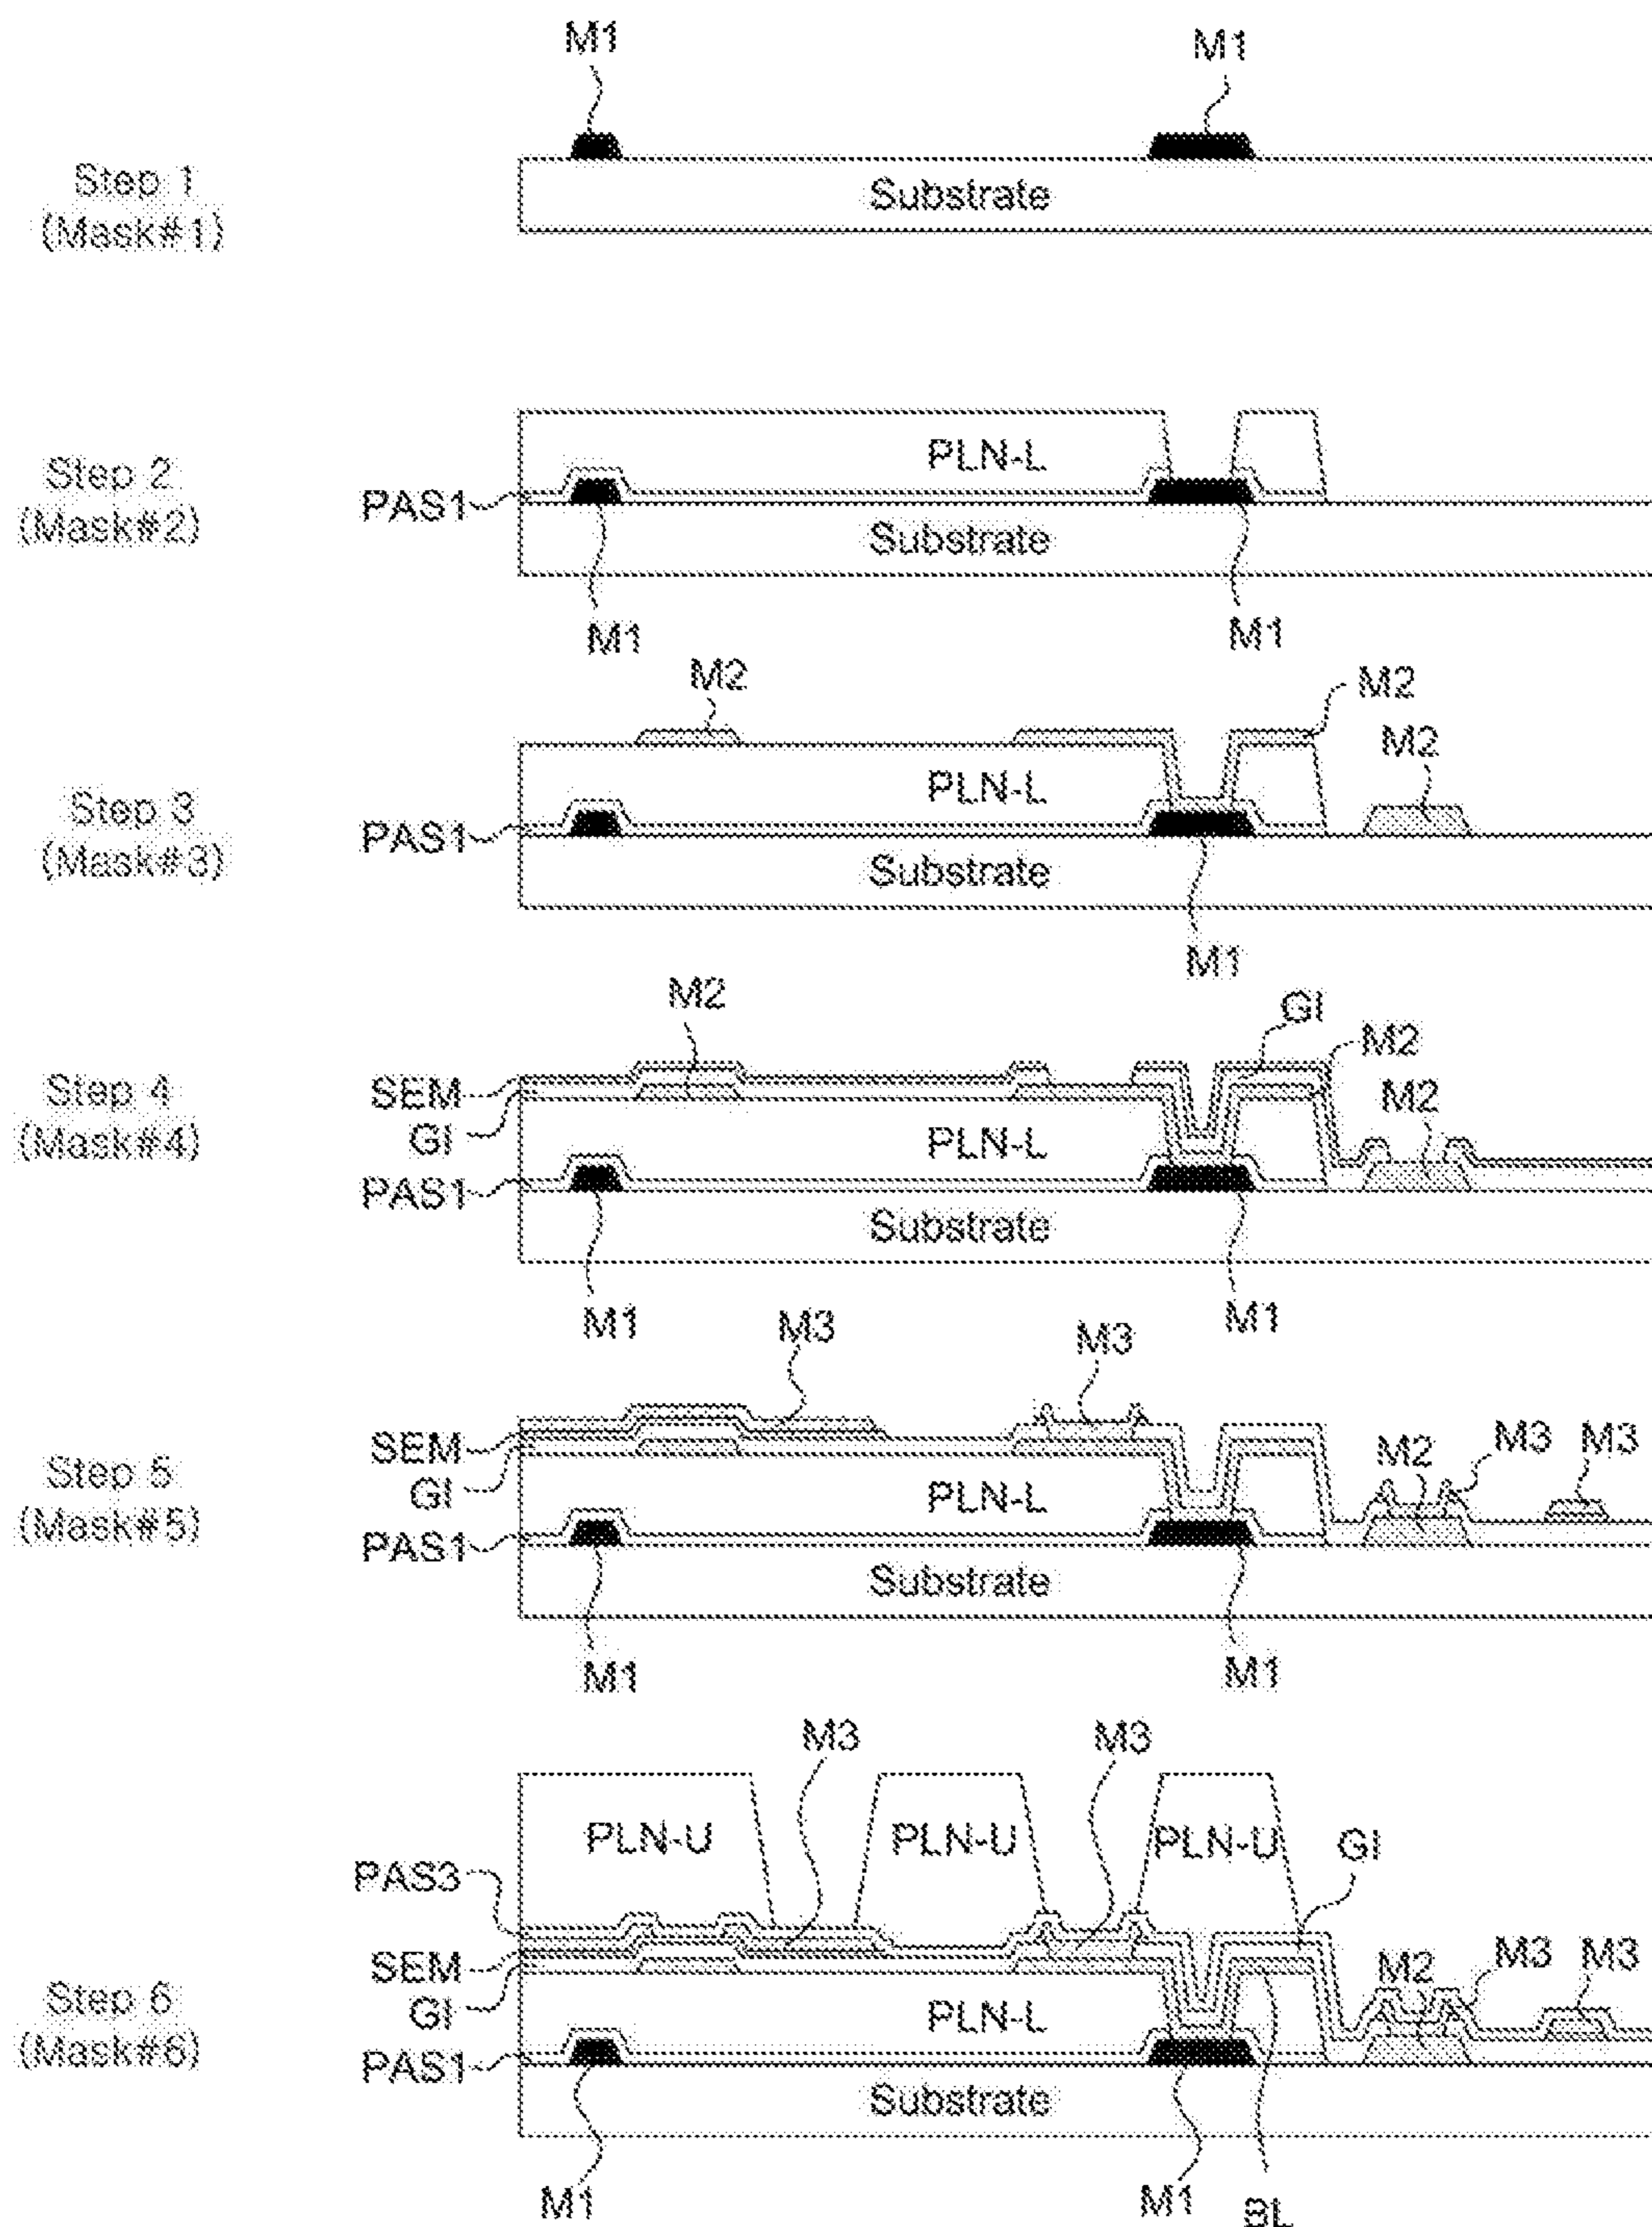 M1
M1
Step 1
(Mask#1)
Substrate
Step 2
(Mask#2)
PLN-L
PAS1
Substrate
M1
M1
M2
M2
M2
Step 3
(Mask#3)
PLN-L
PAS1
Substrate
M1
M2
GI
M2
M2
Step 4
(Mask#4)
SEM
GI
PLN-L
PAS1
Substrate
M1
M1
M3
M3
Step 5
(Mask#5)
SEM
GI
M2
M3
M3
PLN-L
PAS1
Substrate
M1
M1
M3
M3
PLN-U
PLN-U
PLN-U
GI
PAS3
Step 6
(Mask#6)
SEM
GI
M2
M3
M3
PLN-L
PAS1
Substrate
M1
M1
BL